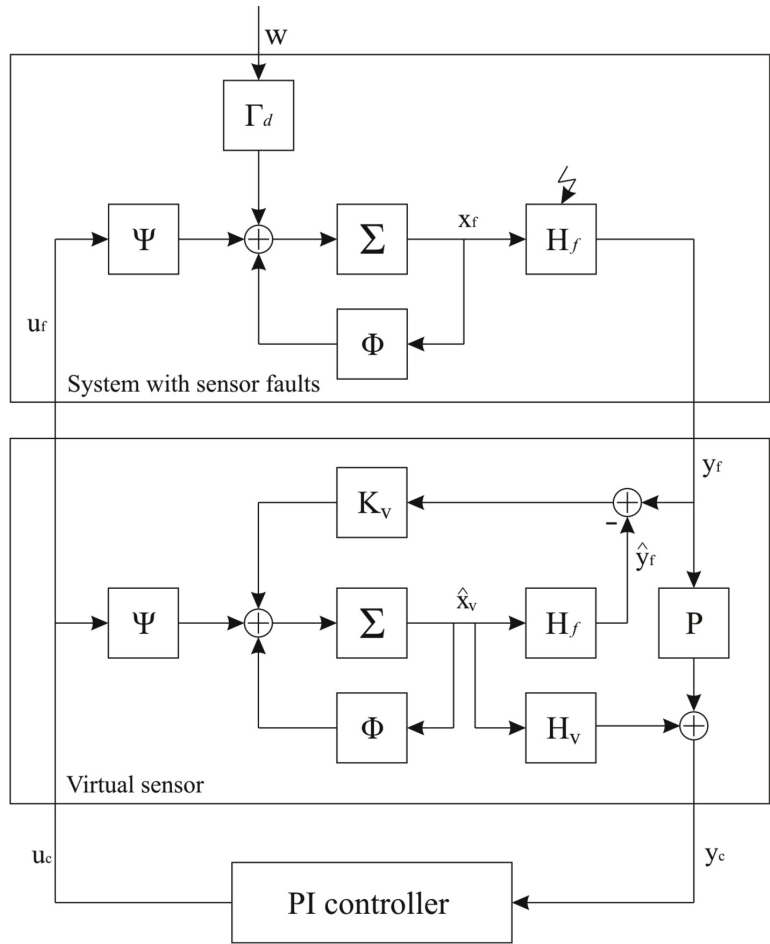 w
Γd
Ψ
Σ
xf
Hf
uf
Φ
System with sensor faults
yf
Kv
-
ŷf
Ψ
Σ
x̂v
Hf
P
Φ
Hv
Virtual sensor
uc
yc
PI controller